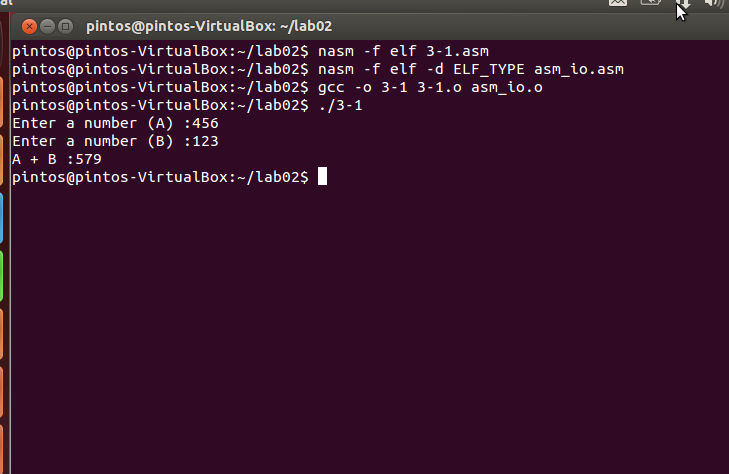 al
pintos@pintos-VirtualBox: ~/lab02
pintos@pintos-VirtualBox:~/lab02$ nasm -f elf 3-1.asm
pintos@pintos-VirtualBox:~/lab02$ nasm -f elf -d ELF_TYPE asm_io.asm
pintos@pintos-VirtualBox:~/lab02$ gcc -o 3-1 3-1.o asm_io.o
pintos@pintos-VirtualBox:~/lab02$ ./3-1
Enter a number (A) :456
Enter a number (B) :123
A + B :579
pintos@pintos-VirtualBox:~/lab02$